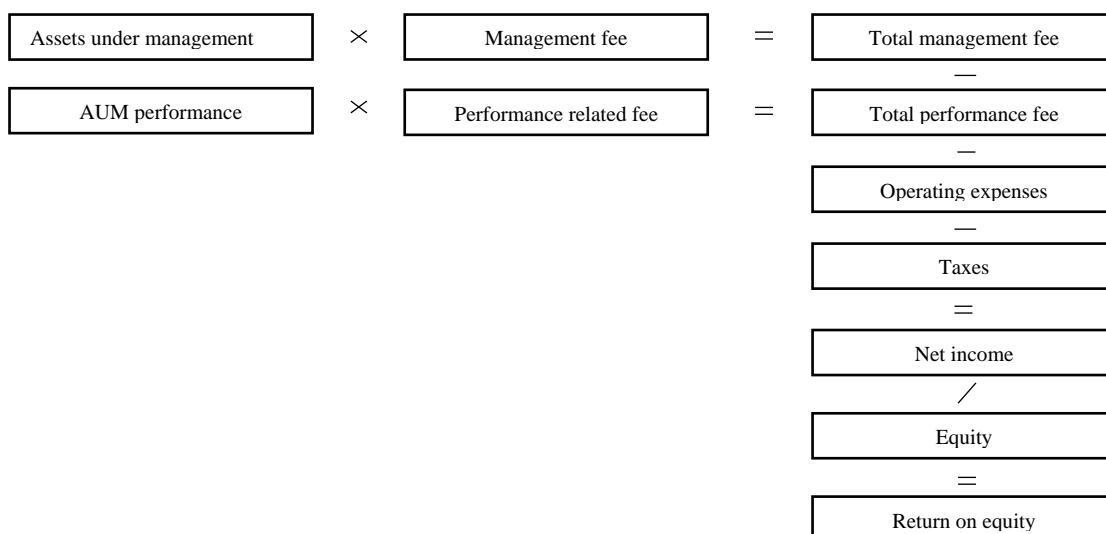 Assets under management × Management fee = Total management fee
—
AUM performance × Performance related fee = Total performance fee
—
Operating expenses
—
Taxes
=
Net income
/
Equity
=
Return on equity